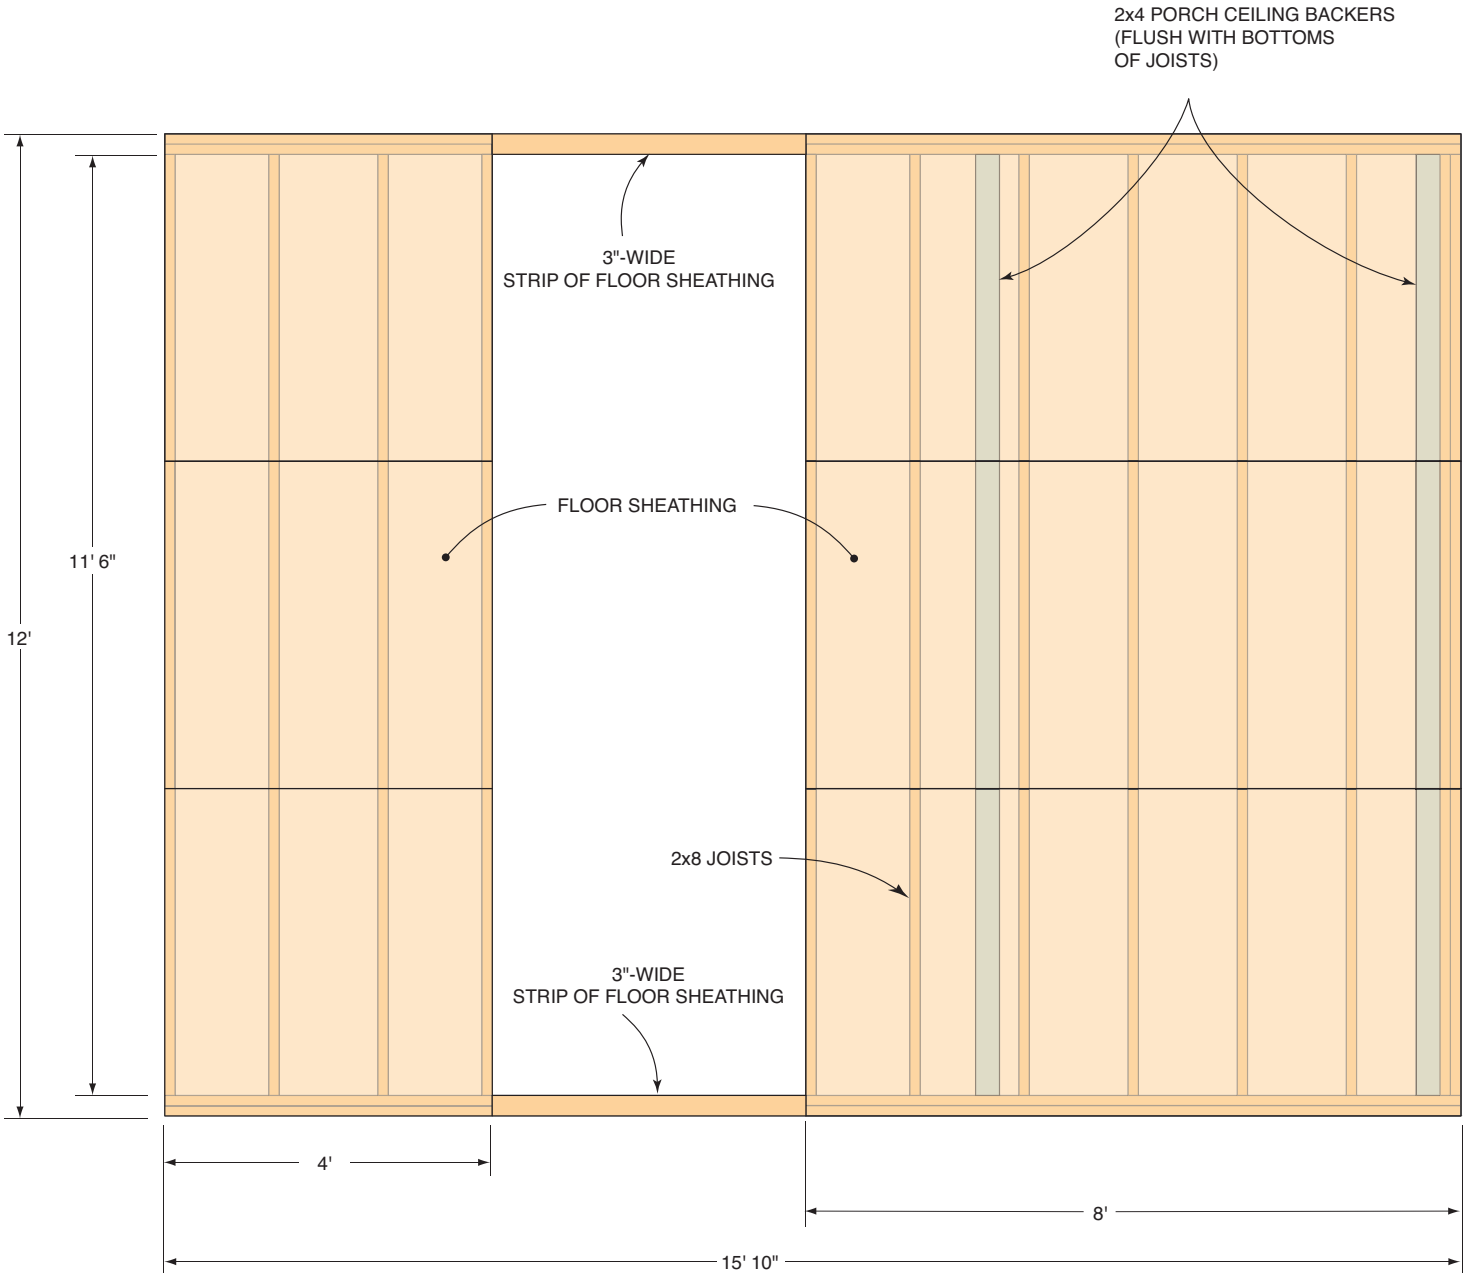 2x4 PORCH CEILING BACKERS
(FLUSH WITH BOTTOMS
OF JOISTS)
3"-WIDE
STRIP OF FLOOR SHEATHING
FLOOR SHEATHING
11' 6"
12'
2x8 JOISTS
3"-WIDE
STRIP OF FLOOR SHEATHING
4'
8'
15' 10"